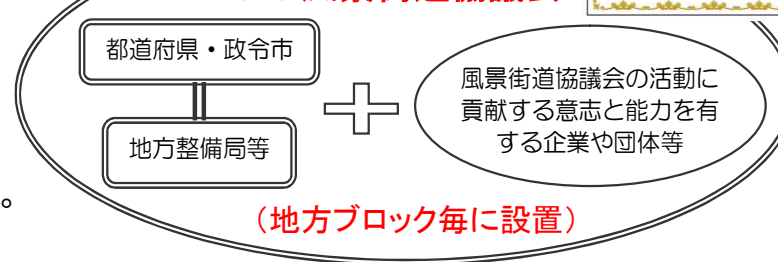 都道府県・政令市
地方整備局等
風景街道協議会の活動に
貢献する意志と能力を有
する企業や団体等
。
（地方ブロック毎に設置）